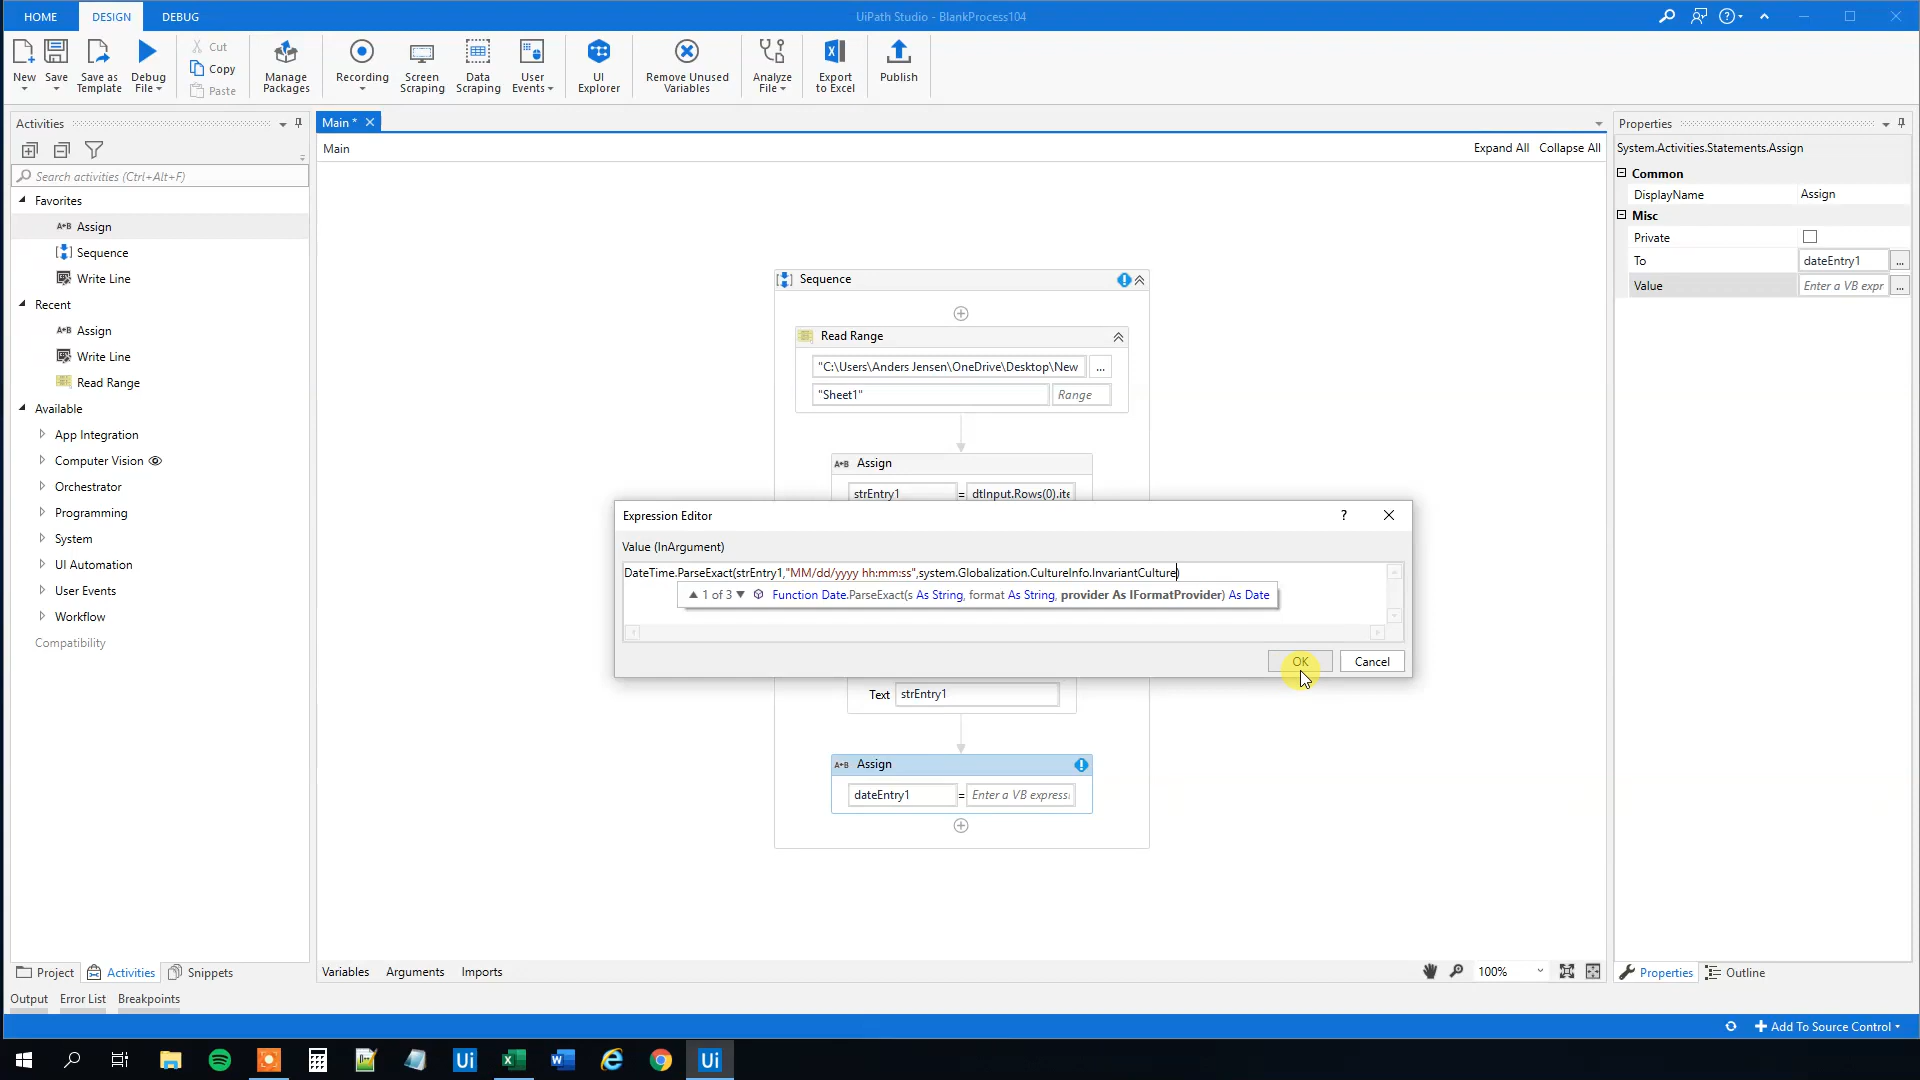 HOME DESIGN DEBUG
UiPath Studio - BlankProcess104
New
Save
Save as Template
Debug File
Cut
Copy
Paste
Manage Packages
Recording
Screen Scraping
Data Scraping
User Events
UI Explorer
Remove Unused Variables
Analyze File
Export to Excel
Publish
Activities
Search activities (Ctrl+Alt+F)
Favorites
Assign
Sequence
Write Line
Recent
Assign
Write Line
Read Range
Available
App Integration
Computer Vision
Orchestrator
Programming
System
UI Automation
User Events
Workflow
Compatibility
Project Activities Snippets
Main *
Main
Expand All Collapse All
Sequence
Read Range
"C:\Users\Anders Jensen\OneDrive\Desktop\New ...
"Sheet1" Range
A+B Assign
strEntry1 = dtInput.Rows(0).ite
Expression Editor ?
Value (InArgument)
DateTime.ParseExact(strEntry1,"MM/dd/yyyy hh:mm:ss",system.Globalization.CultureInfo.InvariantCulture)
1 of 3 Function Date.ParseExact(s As String, format As String, provider As IFormatProvider) As Date
OK Cancel
Text strEntry1
A+B Assign
dateEntry1 = Enter a VB express
Variables Arguments Imports
100%
Properties
System.Activities.Statements.Assign
Common
DisplayName Assign
Misc
Private
To dateEntry1 ...
Value Enter a VB expr ...
Properties Outline
Output Error List Breakpoints
Add To Source Control
Ui
Ui